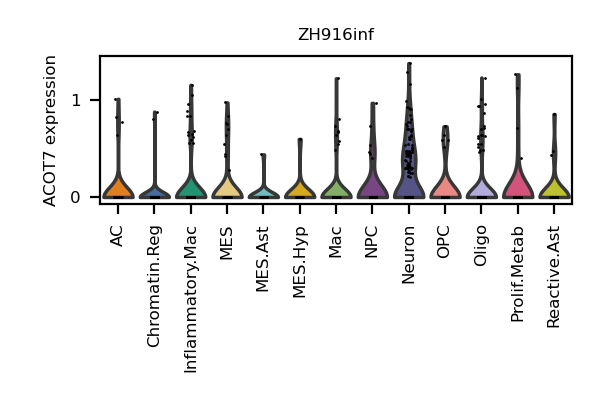 ZH916inf
ACOT7 expression
1
0
AC
Chromatin.Reg
Inflammatory.Mac
MES
MES.Ast
MES.Hyp
Mac
NPC
Neuron
OPC
Oligo
Prolif.Metab
Reactive.Ast